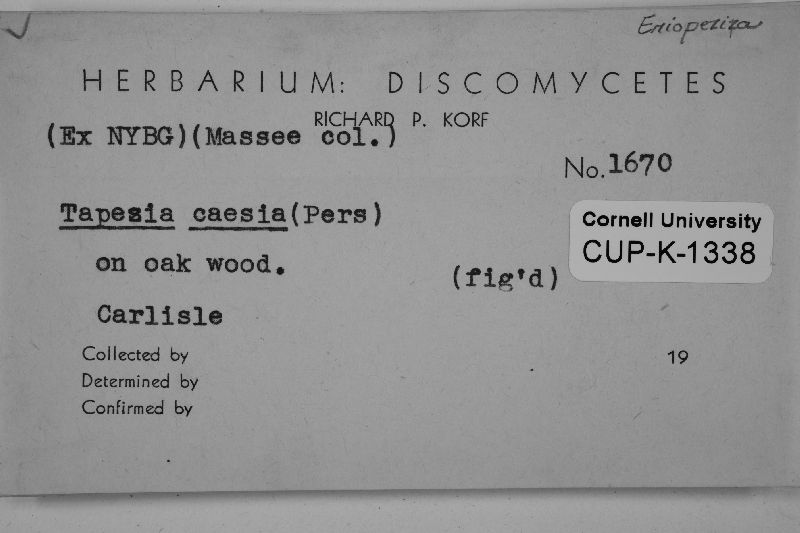 Eriopeziza
HERBARIUM: DISCOMYCETES
RICHARD P. KORF
(Ex NYBG)(Massee col.)
No. 1670
Tapesia caesia(Pers)
Cornell University
CUP-K-1338
on oak wood.
(fig'd)
Carlisle
Collected by
19
Determined by
Confirmed by